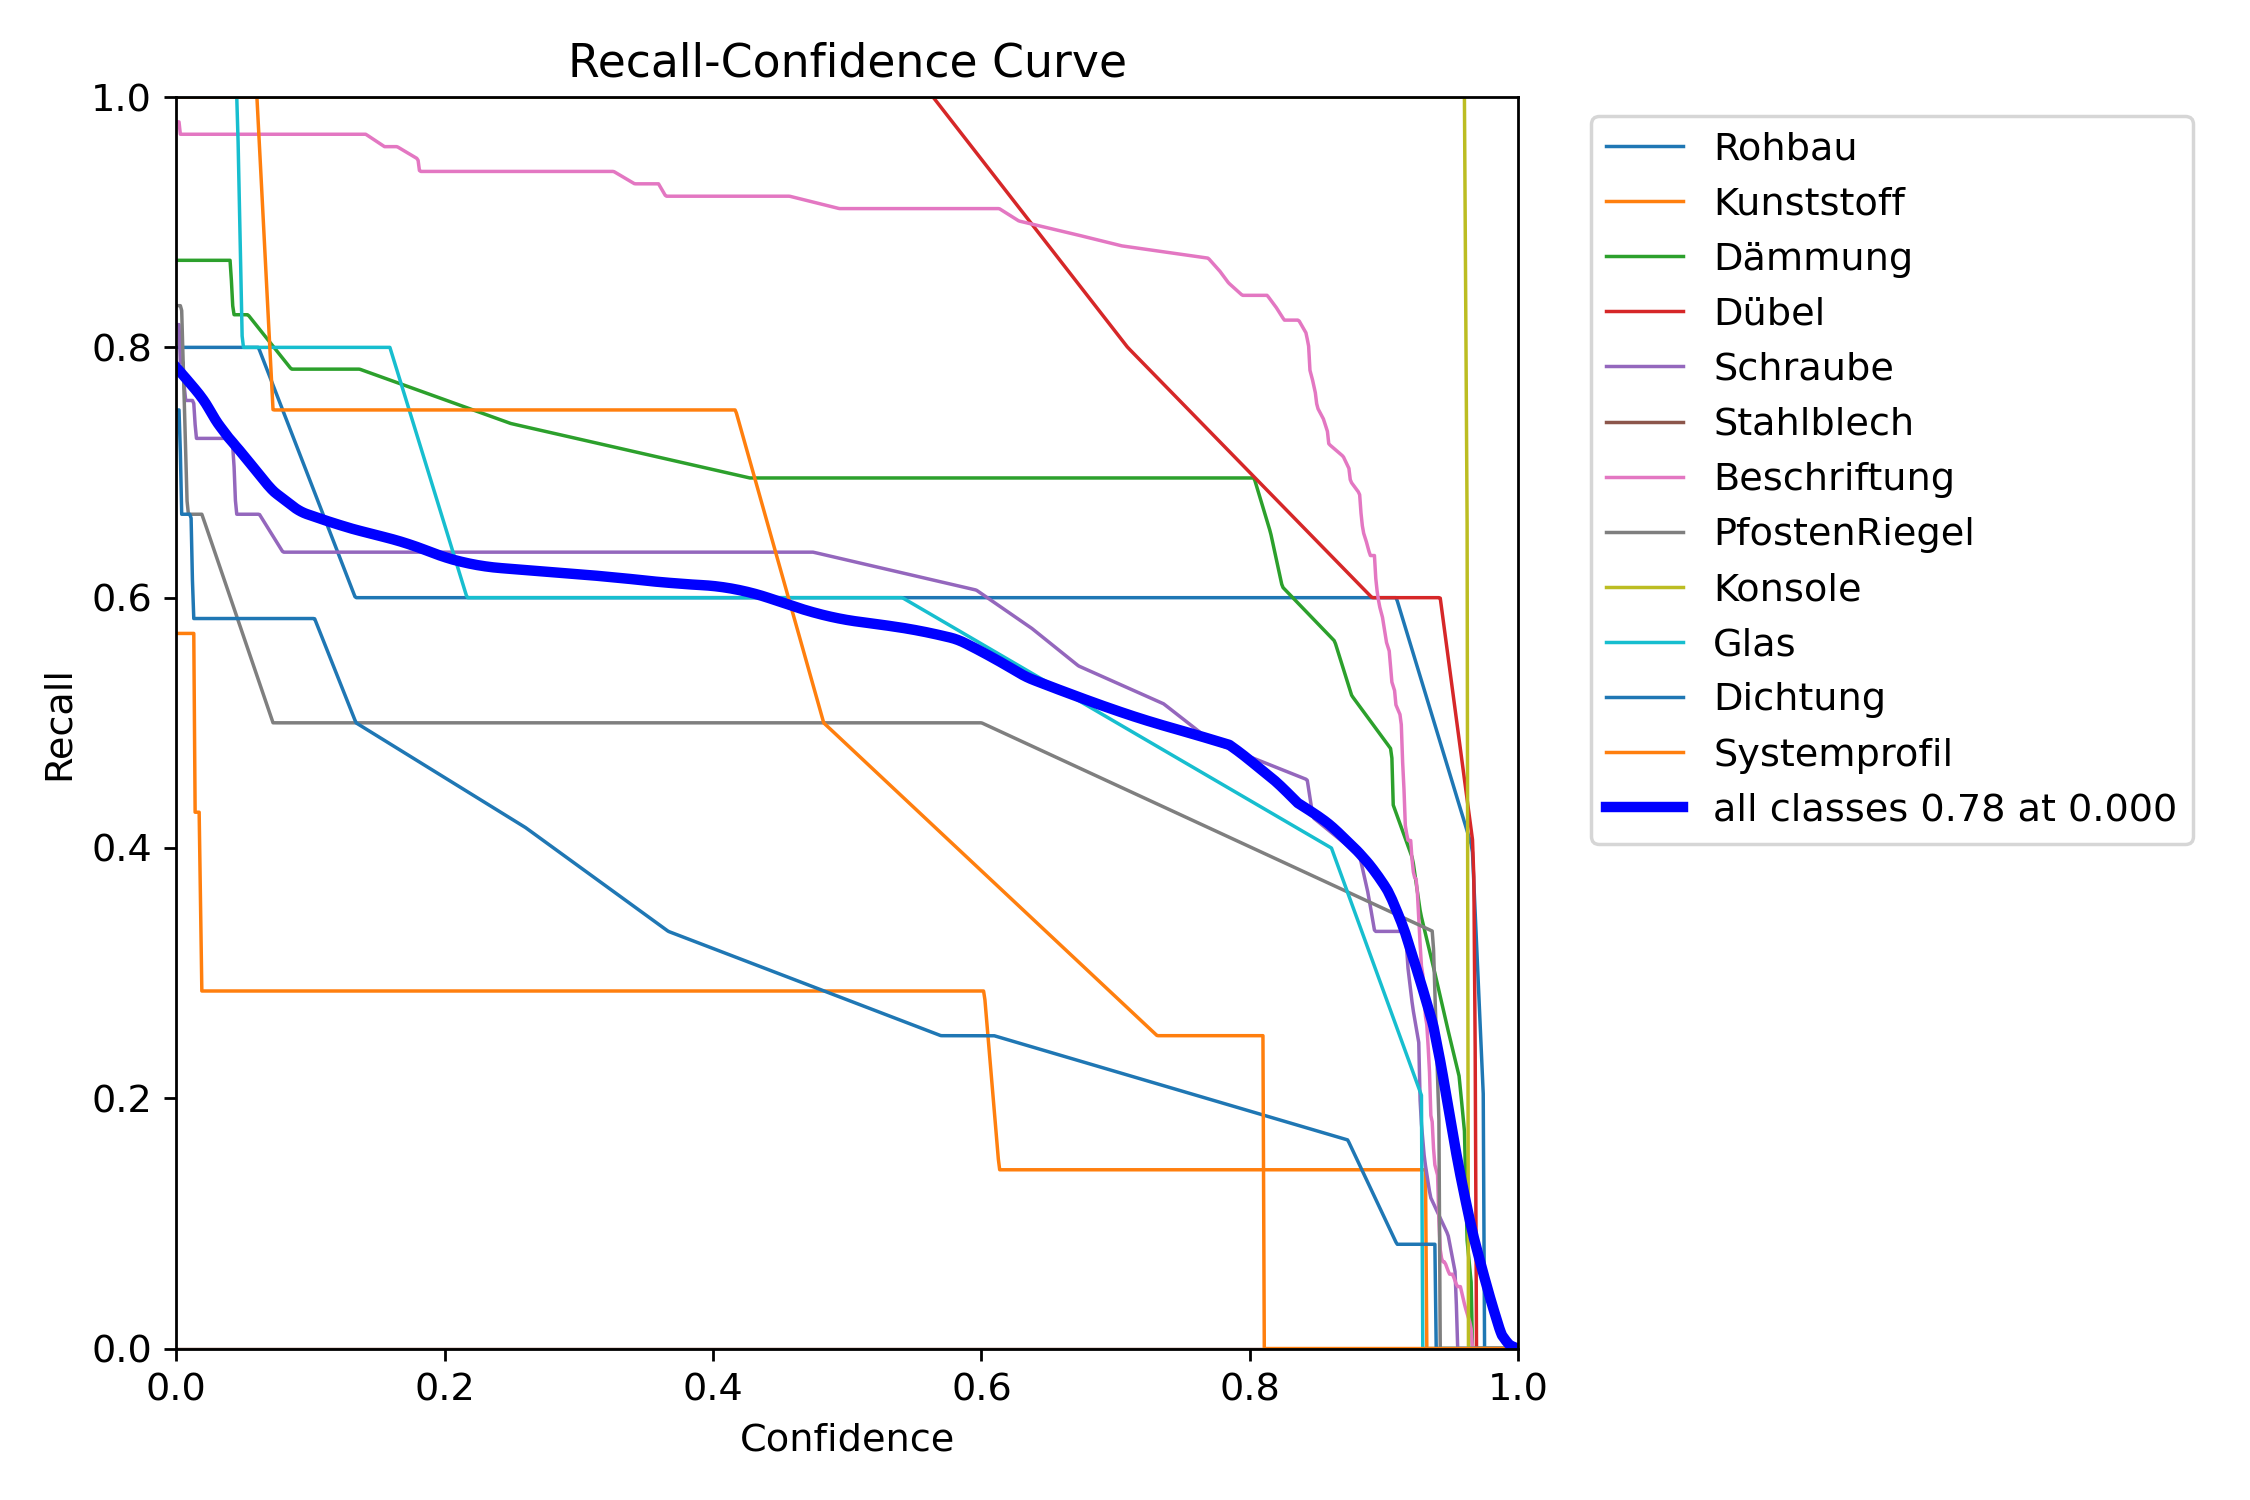 Recall-Confidence Curve
1.0
0.8
0.6
0.4
0.2
0.0
Recall
0.0 0.2 0.4 0.6 0.8 1.0
Confidence
Rohbau
Kunststoff
Dämmung
Dübel
Schraube
Stahlblech
Beschriftung
PfostenRiegel
Konsole
Glas
Dichtung
Systemprofil
all classes 0.78 at 0.000